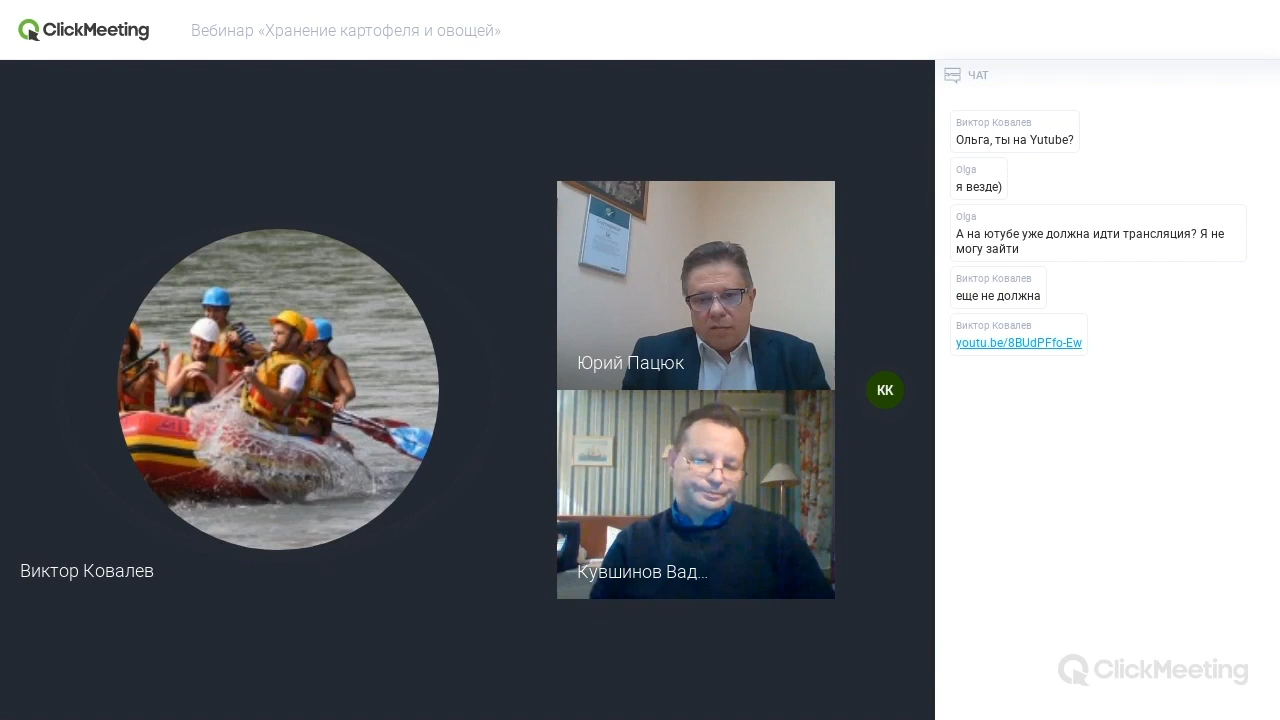 ClickMeeting
Вебинар «Хранение картофеля и овощей»
ЧАТ
Виктор Ковалев
Ольга, ты на Yutube?
Olga
я везде)
Olga
А на ютубе уже должна идти трансляция? Я не
могу зайти
Виктор Ковалев
еще не должна
Виктор Ковалев
youtu.be/8BUdPFfo-Ew
Юрий Пацюк
КК
Виктор Ковалев
Кувшинов Вад...
ClickMeeting